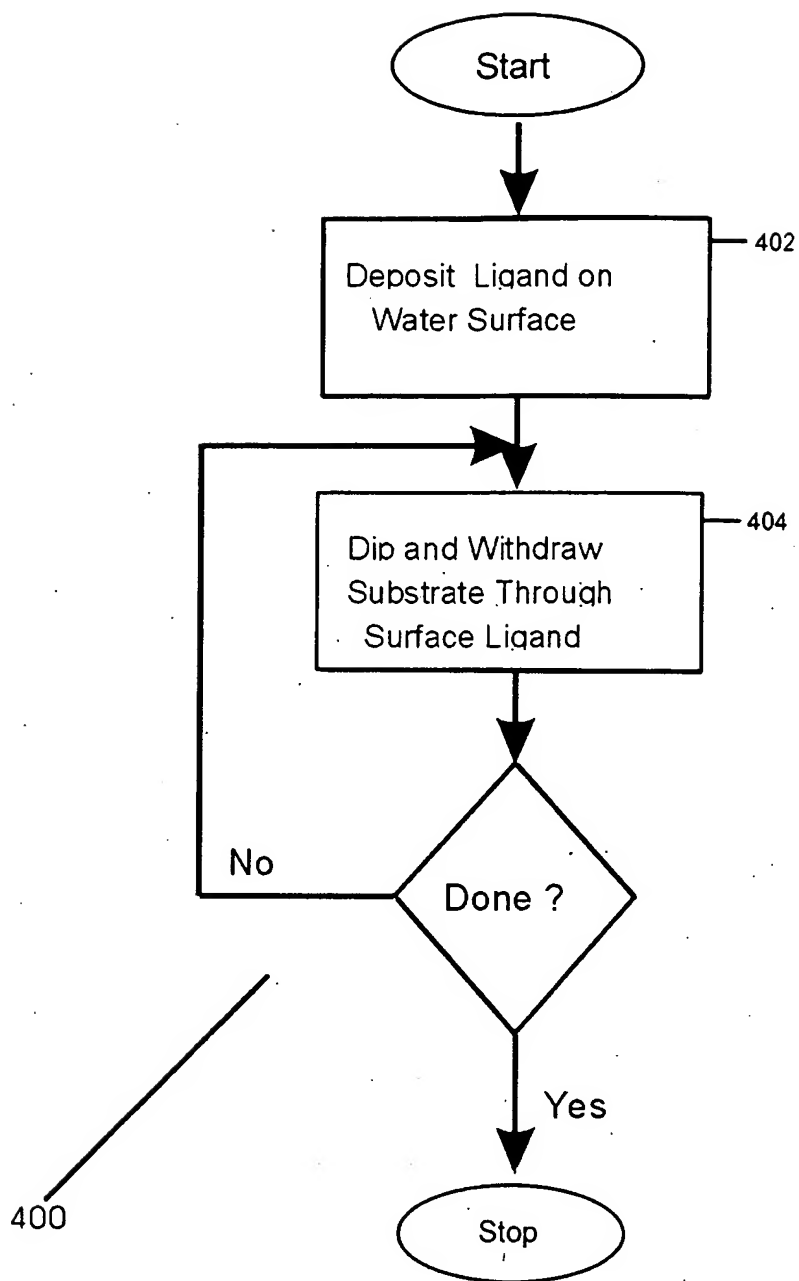 Start
402
Deposit Ligand on
Water Surface
404
Dip and Withdraw
Substrate Through
Surface Ligand
No
Done ?
Yes
400
Stop